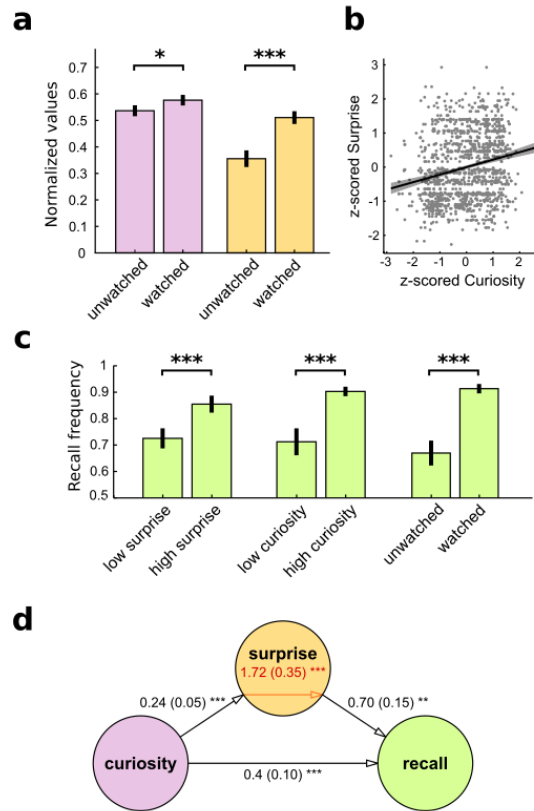 a
b
*
***
Normalized values
0.7
0.6
0.5
0.4
0.3
0.2
0.1
0
unwatched
watched
unwatched
watched
z-scored Surprise
3
2
1
0
-1
-2
-3
-2
-1
0
1
2
z-scored Curiosity
c
***
***
***
Recall frequency
1
0.9
0.8
0.7
0.6
0.5
low surprise
high surprise
low curiosity
high curiosity
unwatched
watched
d
surprise
1.72 (0.35) ***
0.24 (0.05) ***
0.70 (0.15) **
curiosity
recall
0.4 (0.10) ***